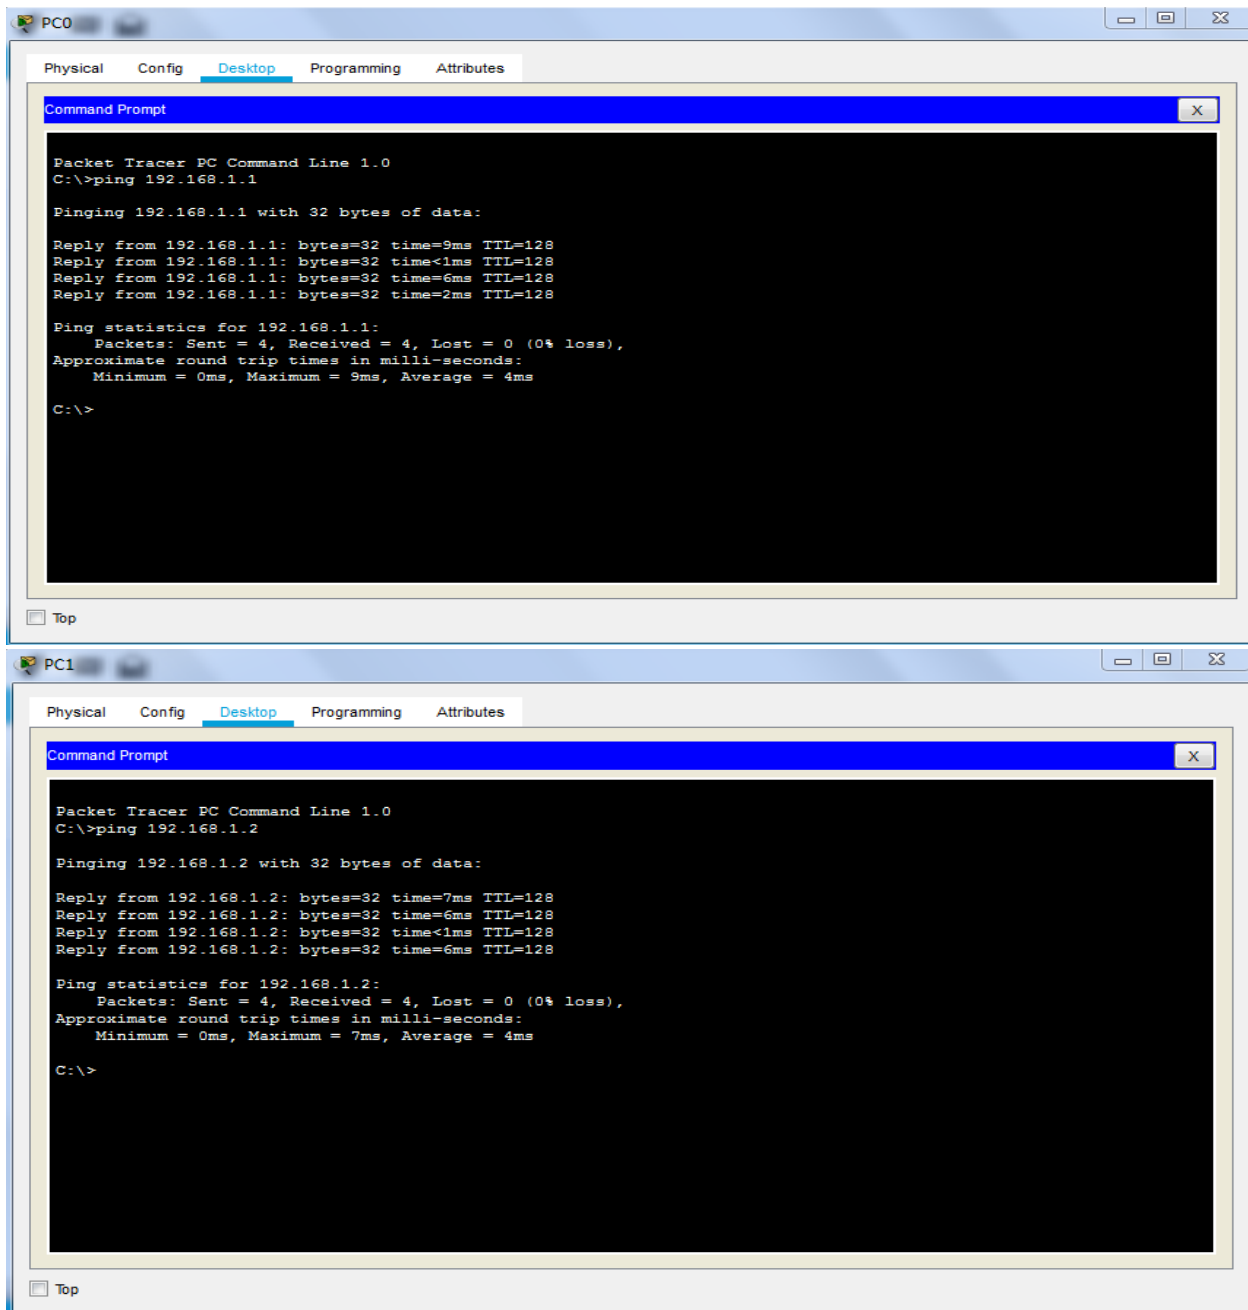 PC0
Physical Config Desktop Programming Attributes
Command Prompt
X
Packet Tracer PC Command Line 1.0
C:\>ping 192.168.1.1
Pinging 192.168.1.1 with 32 bytes of data:
Reply from 192.168.1.1: bytes=32 time=9ms TTL=128
Reply from 192.168.1.1: bytes=32 time<1ms TTL=128
Reply from 192.168.1.1: bytes=32 time=6ms TTL=128
Reply from 192.168.1.1: bytes=32 time=2ms TTL=128
Ping statistics for 192.168.1.1:
Packets: Sent = 4, Received = 4, Lost = 0 (0% loss),
Approximate round trip times in milli-seconds:
Minimum = 0ms, Maximum = 9ms, Average = 4ms
C:\>
Top
PC1
Physical Config Desktop Programming Attributes
Command Prompt
X
Packet Tracer PC Command Line 1.0
C:\>ping 192.168.1.2
Pinging 192.168.1.2 with 32 bytes of data:
Reply from 192.168.1.2: bytes=32 time=7ms TTL=128
Reply from 192.168.1.2: bytes=32 time=6ms TTL=128
Reply from 192.168.1.2: bytes=32 time<1ms TTL=128
Reply from 192.168.1.2: bytes=32 time=6ms TTL=128
Ping statistics for 192.168.1.2:
Packets: Sent = 4, Received = 4, Lost = 0 (0% loss),
Approximate round trip times in milli-seconds:
Minimum = 0ms, Maximum = 7ms, Average = 4ms
C:\>
Top